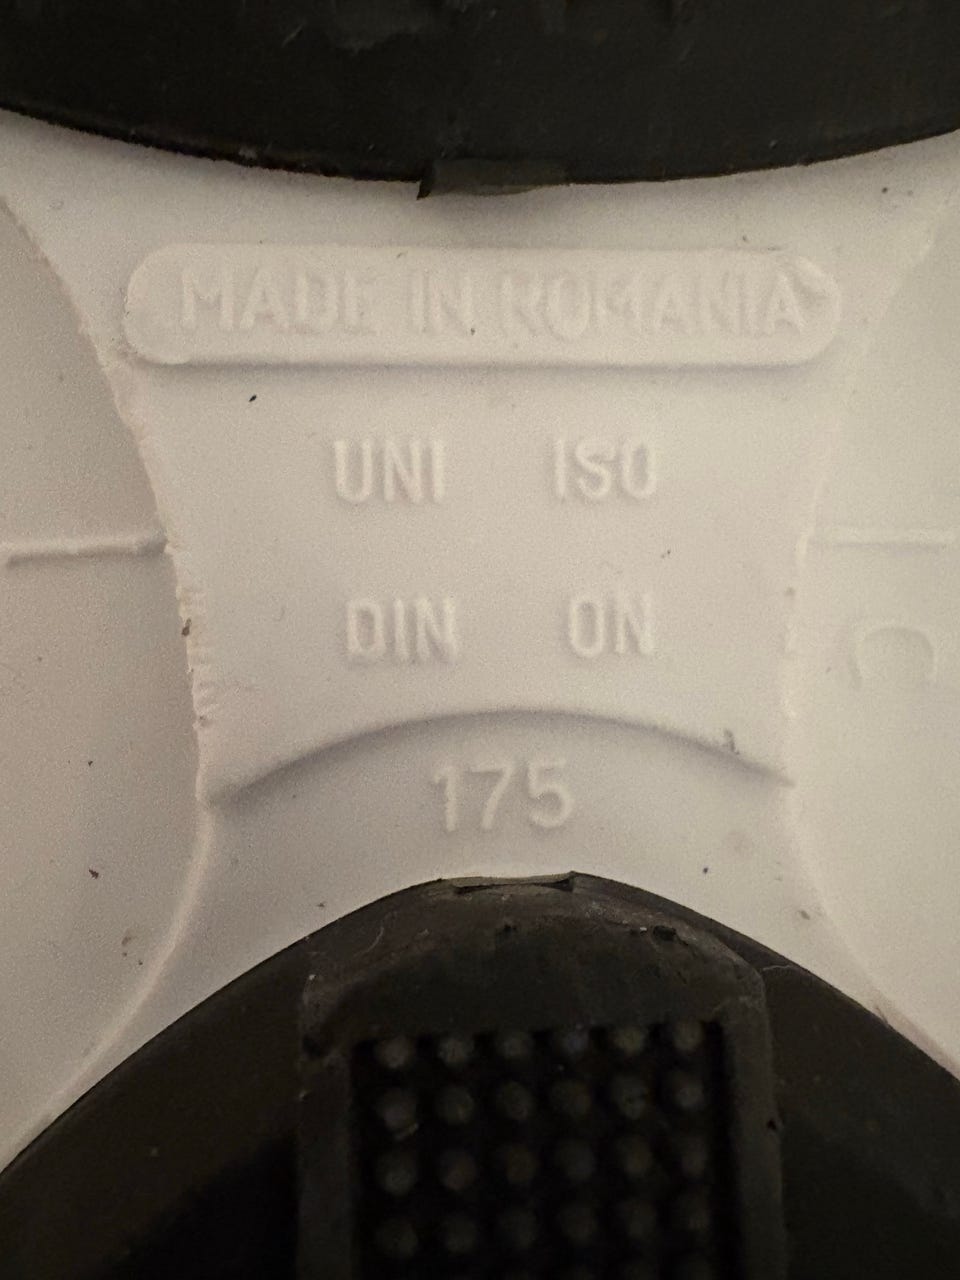 MADE IN ROMANIA
UNI ISO
DIN ON
175
C